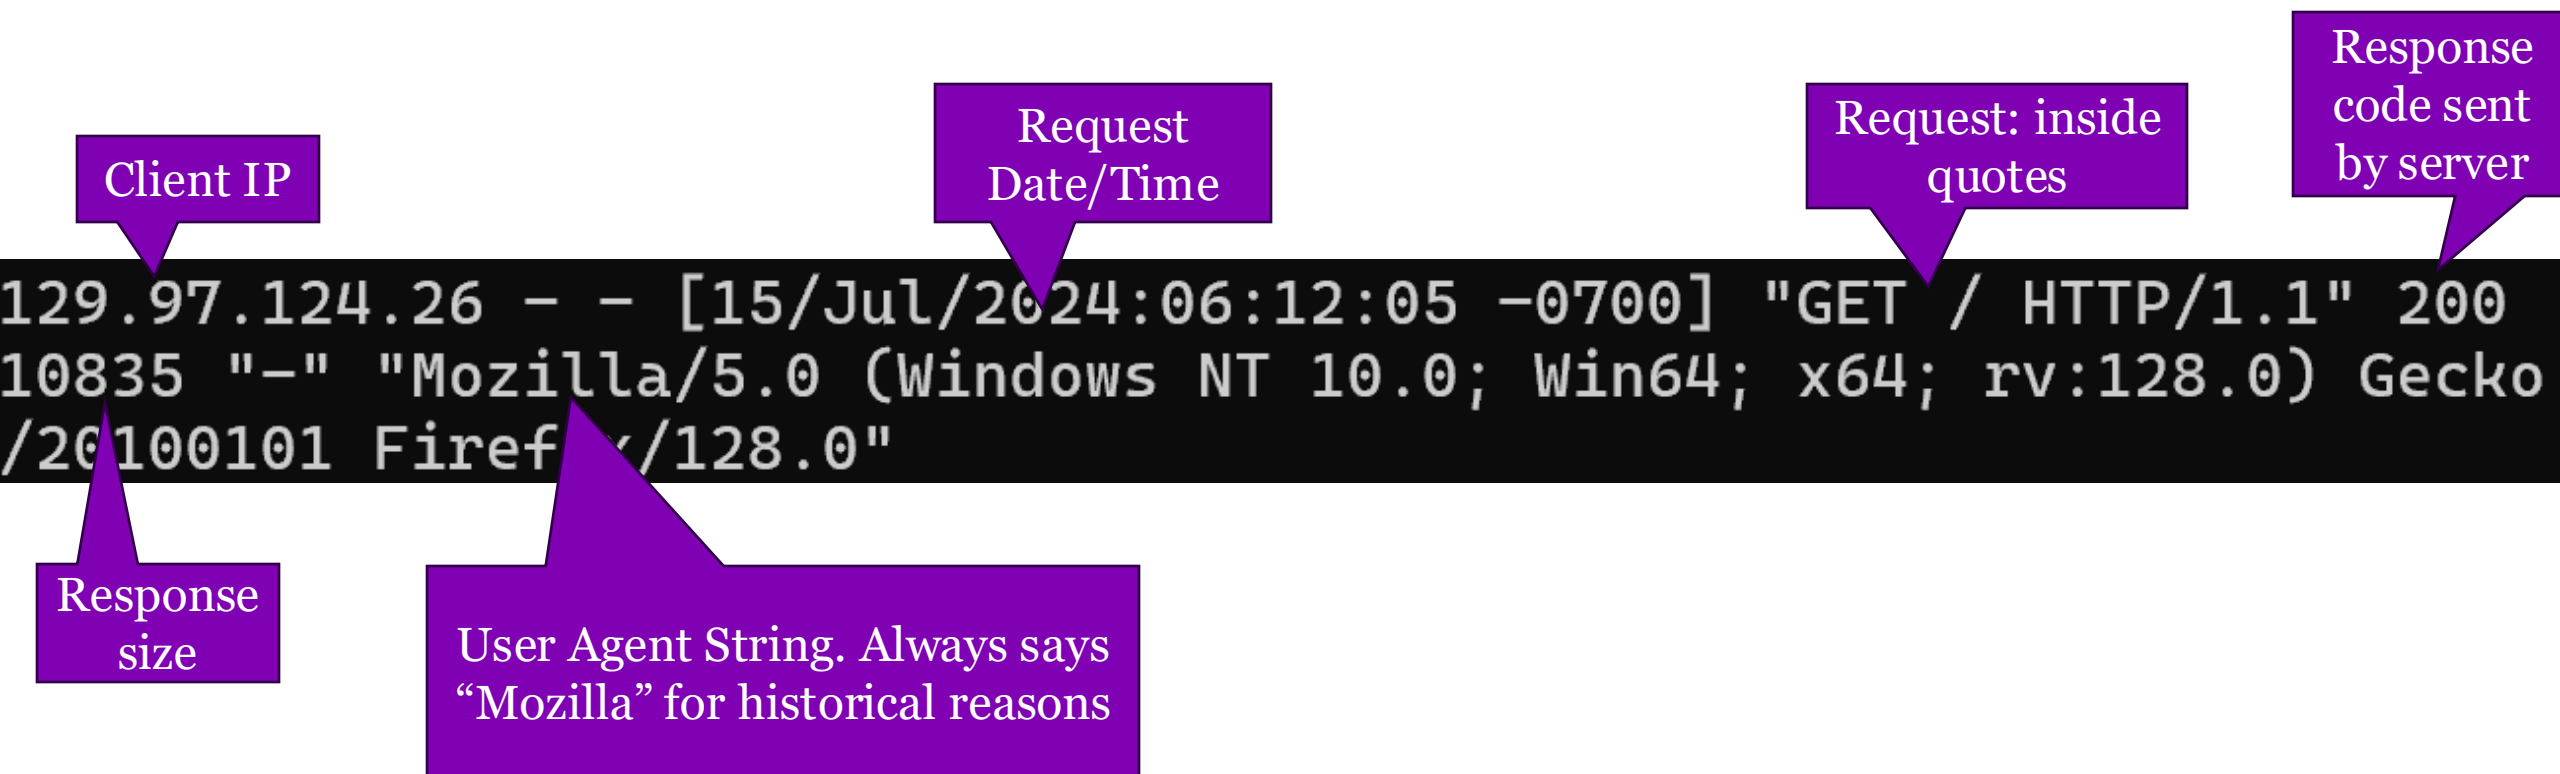 Response
code sent
by server
Request
Date/Time
Request: inside
quotes
Client IP
129.97.124.26 - - [15/Jul/2024:06:12:05 -0700] "GET / HTTP/1.1" 200
10835 "-" "Mozilla/5.0 (Windows NT 10.0; Win64; x64; rv:128.0) Gecko
/20100101 Firef x/128.0"
Response
size
User Agent String. Always says
“Mozilla” for historical reasons